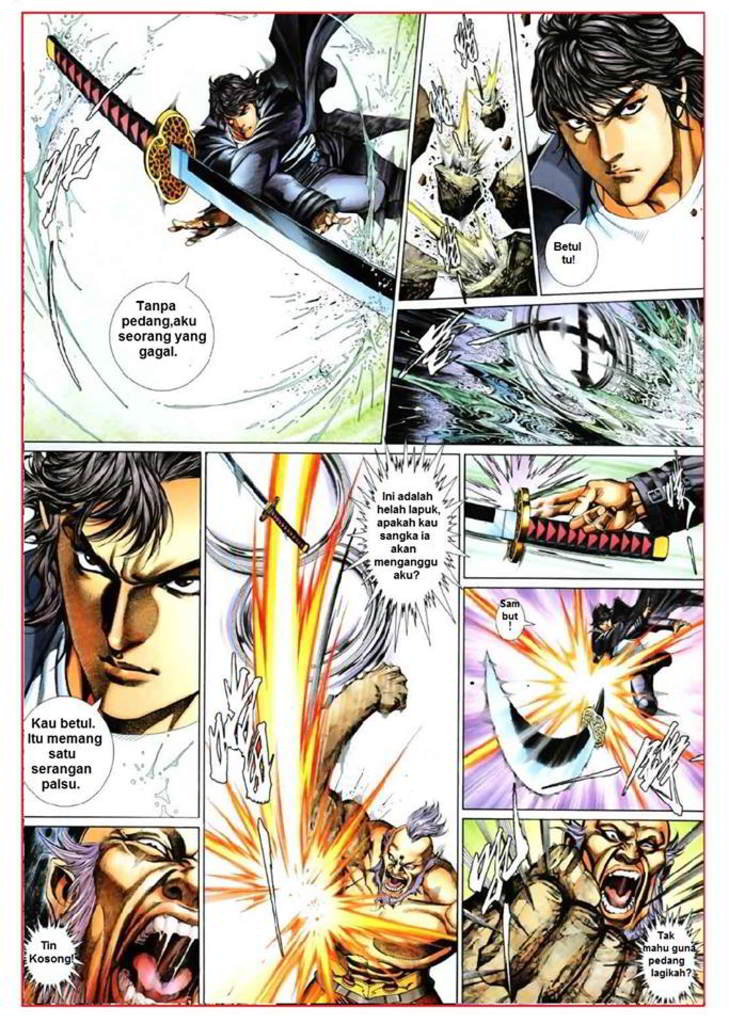 Tanpa
pedang,aku
seorang yang
gagal.
Betul
tu!
Kau betul.
Itu memang
satu
serangan
palsu.
Ini adalah
helah lapuk,
apakah kau
sangka ia
akan
menganggu
aku?
Sam
but
!
Tin
Kosong!
Tak
mahu guna
pedang
lagikah?